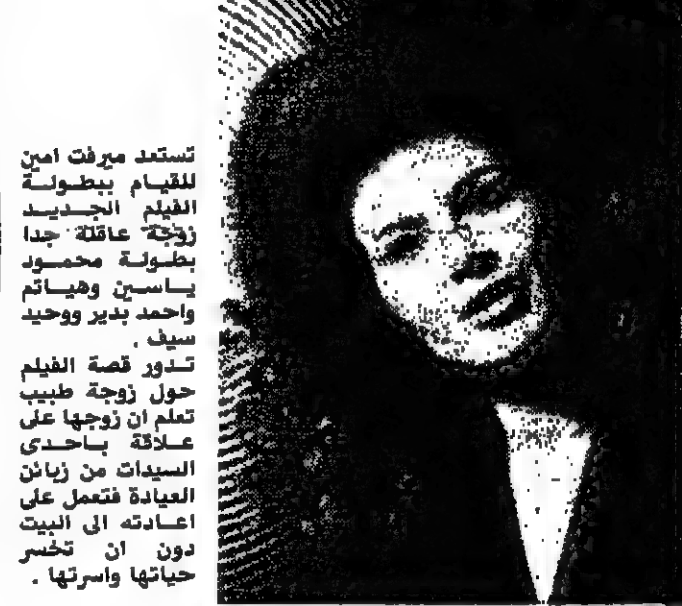 تستعد ميرفت امين
للقيام ببطولة
الفيلم الجديد
زوجة عاقلة جدا
بطولة محمود
ياسين وهياتم
واحمد بدير ووحيد
سيف .
تدور قصة الفيلم
حول زوجة طبيب
تعلم ان زوجها على
علاقة باحدى
السيدات من زبائن
العيادة فتعمل على
اعادته الى البيت
دون ان تخسر
حياتها واسرتها .